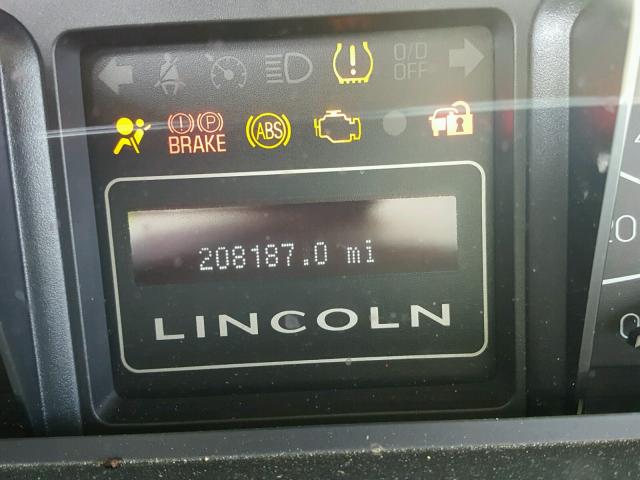 O/D
OFF
! P
BRAKE
ABS
208187.0 mi
LINCOLN